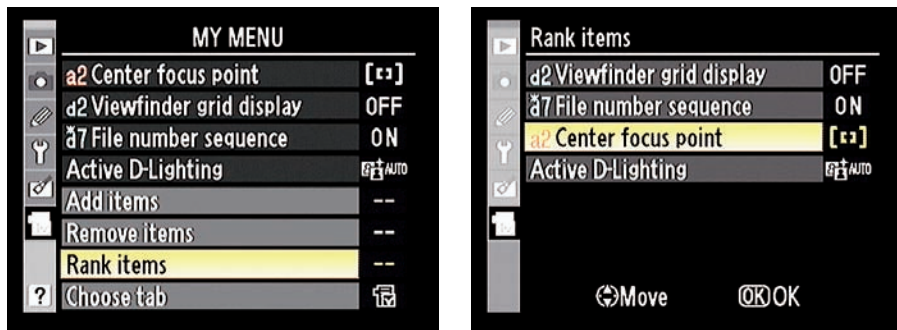 MY MENU
a2 Center focus point [ ]
d2 Viewfinder grid display OFF
d7 File number sequence ON
Active D-Lighting AUTO
Add items --
Remove items --
Rank items --
Choose tab
?
Rank items
d2 Viewfinder grid display OFF
d7 File number sequence ON
a2 Center focus point [ ]
Active D-Lighting AUTO
Move OK OK